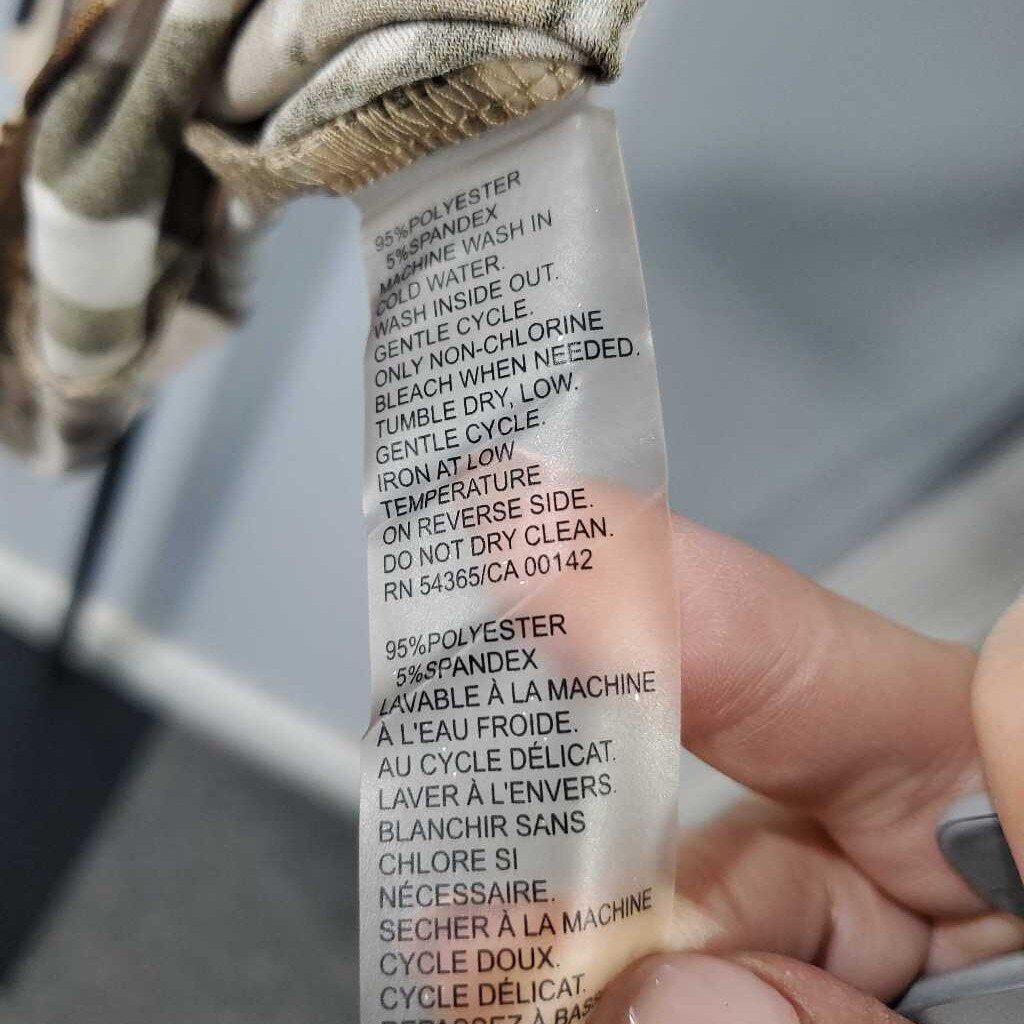 95%POLYESTER
5%SPANDEX
MACHINE WASH IN
COLD WATER.
WASH INSIDE OUT.
GENTLE CYCLE.
ONLY NON-CHLORINE
BLEACH WHEN NEEDED.
TUMBLE DRY, LOW.
GENTLE CYCLE.
IRON AT LOW
TEMPERATURE
ON REVERSE SIDE.
DO NOT DRY CLEAN.
RN 54365/CA 00142
95%POLYESTER
5%SPANDEX
LAVABLE À LA MACHINE
À L'EAU FROIDE.
AU CYCLE DÉLICAT.
LAVER À L'ENVERS.
BLANCHIR SANS
CHLORE SI
NÉCESSAIRE.
SECHER À LA MACHINE
CYCLE DOUX.
CYCLE DÉLICAT.
REPASSEZ À